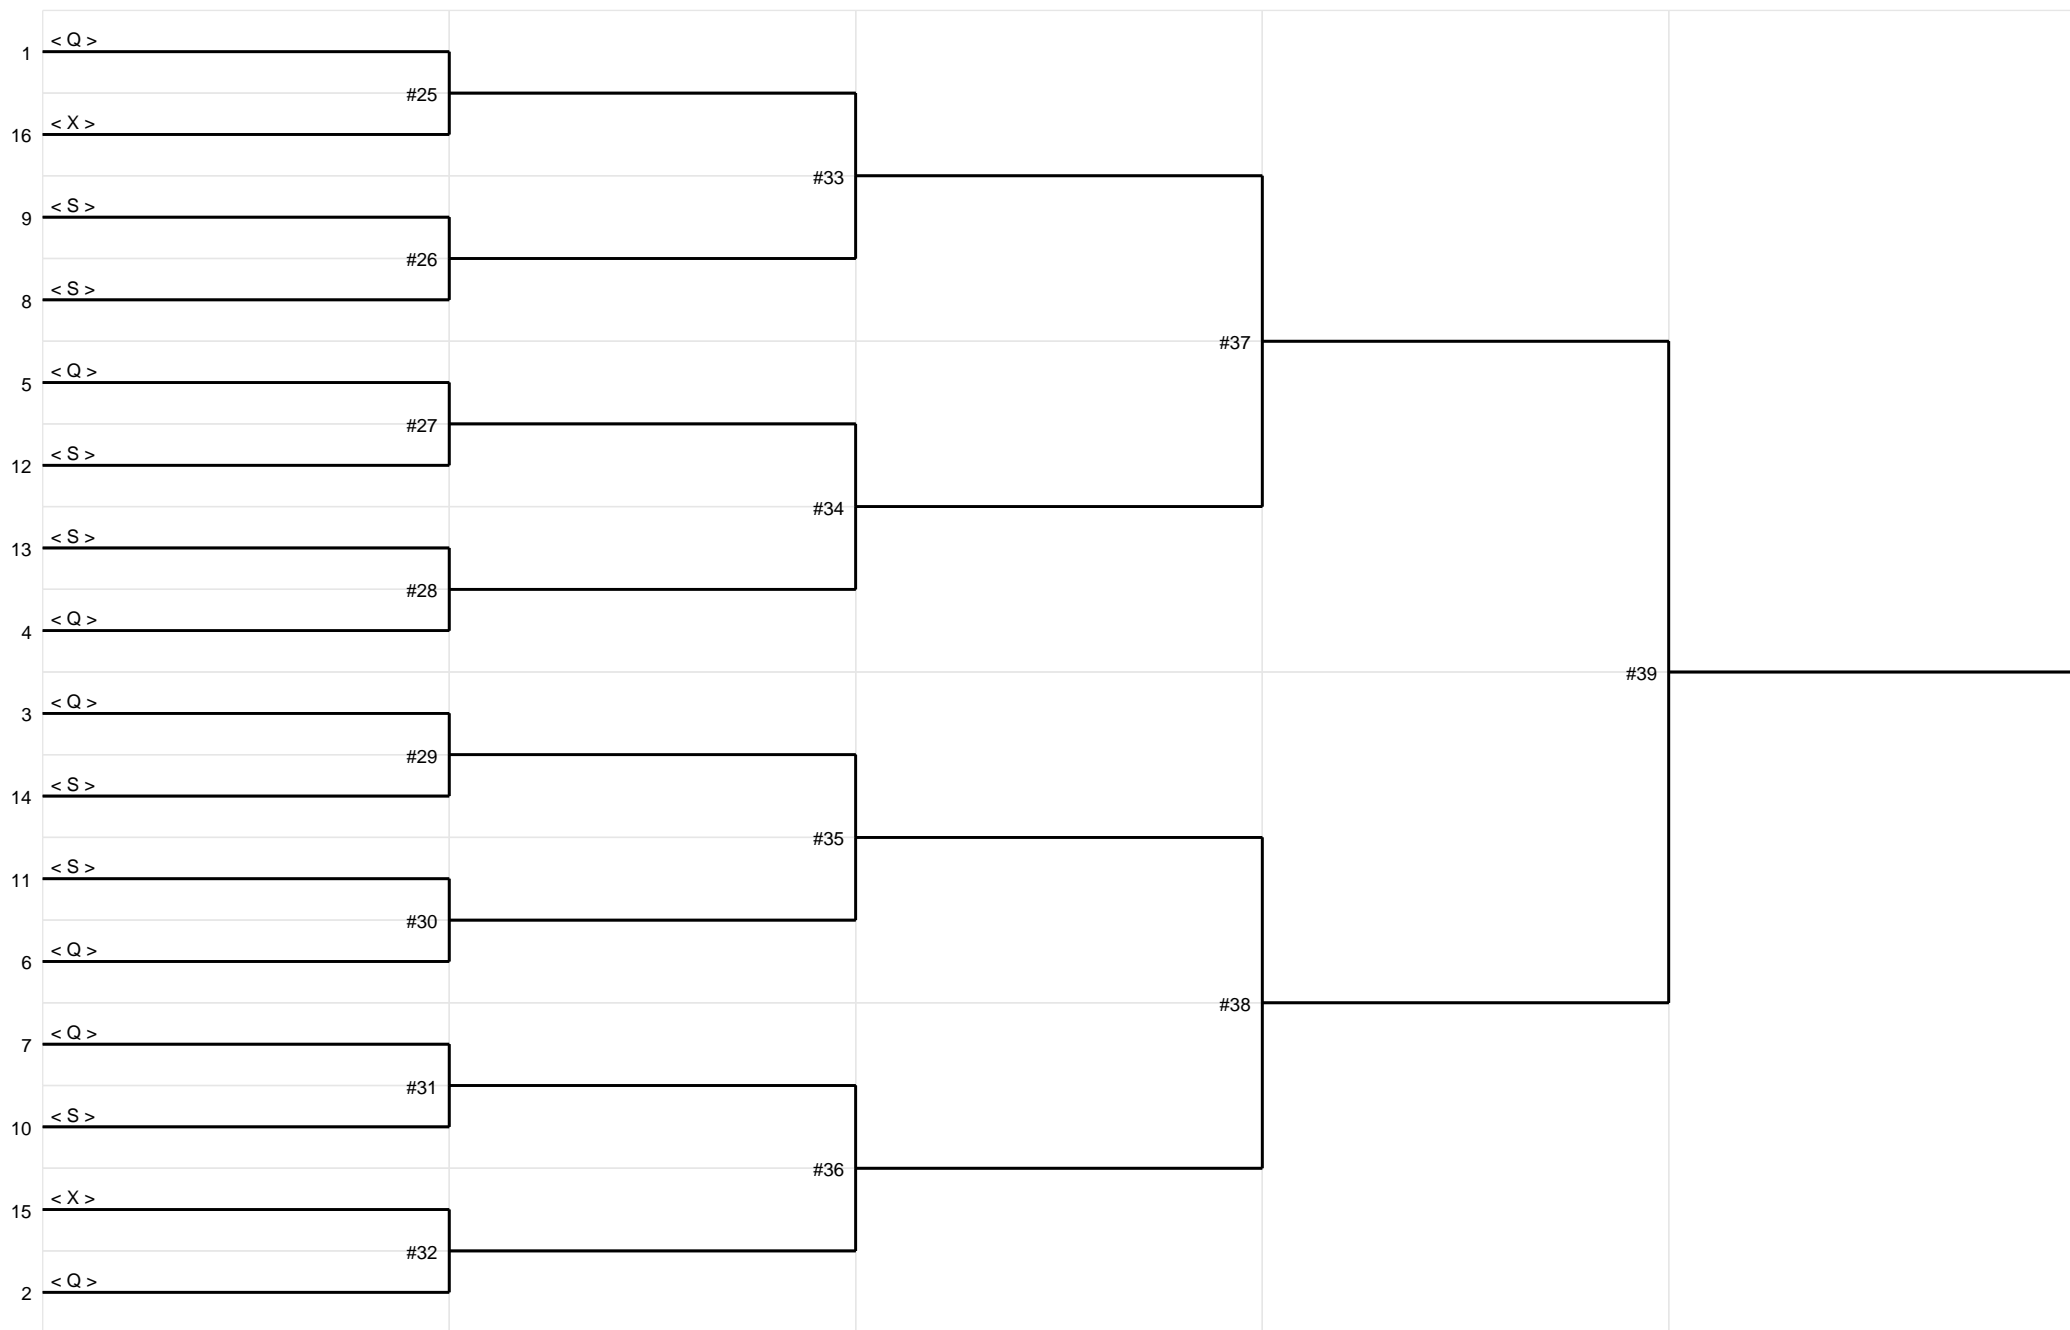 < Q >
1
#25
< X >
16
#33
< S >
9
#26
< S >
8
#37
< Q >
5
#27
< S >
12
#34
< S >
13
#28
< Q >
4
#39
< Q >
3
#29
< S >
14
#35
< S >
11
#30
< Q >
6
#38
< Q >
7
#31
< S >
10
#36
< X >
15
#32
< Q >
2